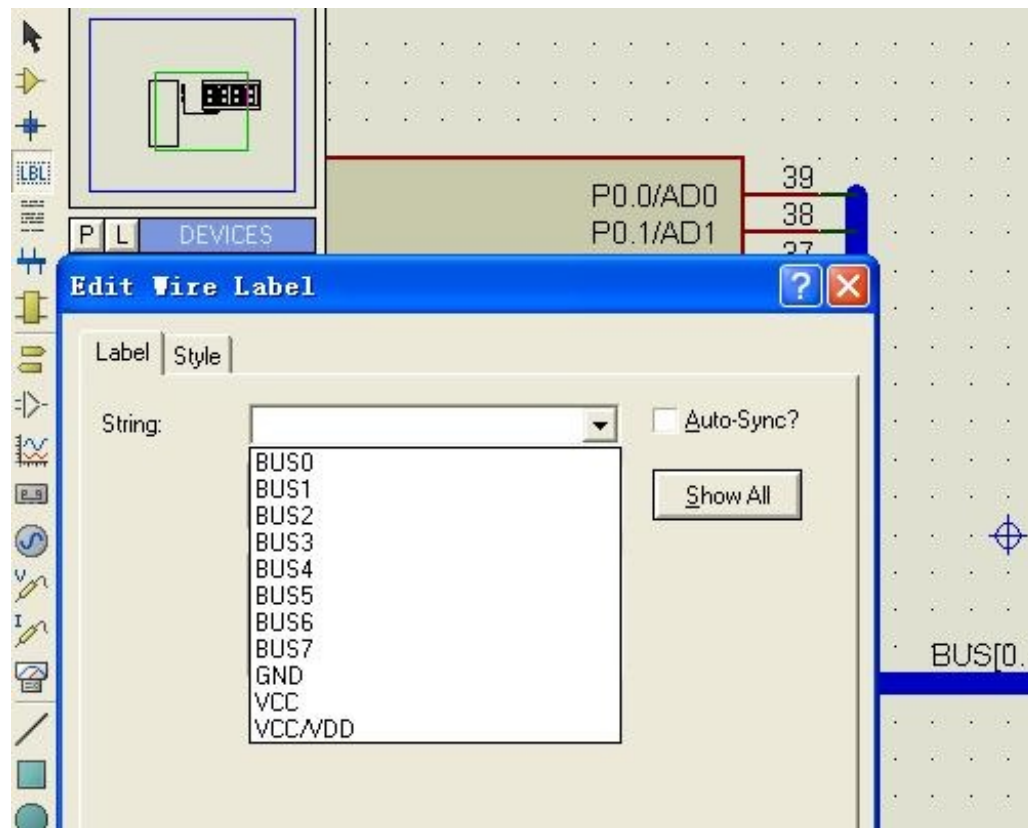 LBL
39
P0.0/AD0
38
P0.1/AD1
37
P L DEVICES
Edit Wire Label
Label Style
String:
Auto-Sync?
BUS0
BUS1
Show All
BUS2
BUS3
BUS4
BUS5
BUS6
BUS7
GND
VCC
VCC/VDD
BUS[0.
V
I